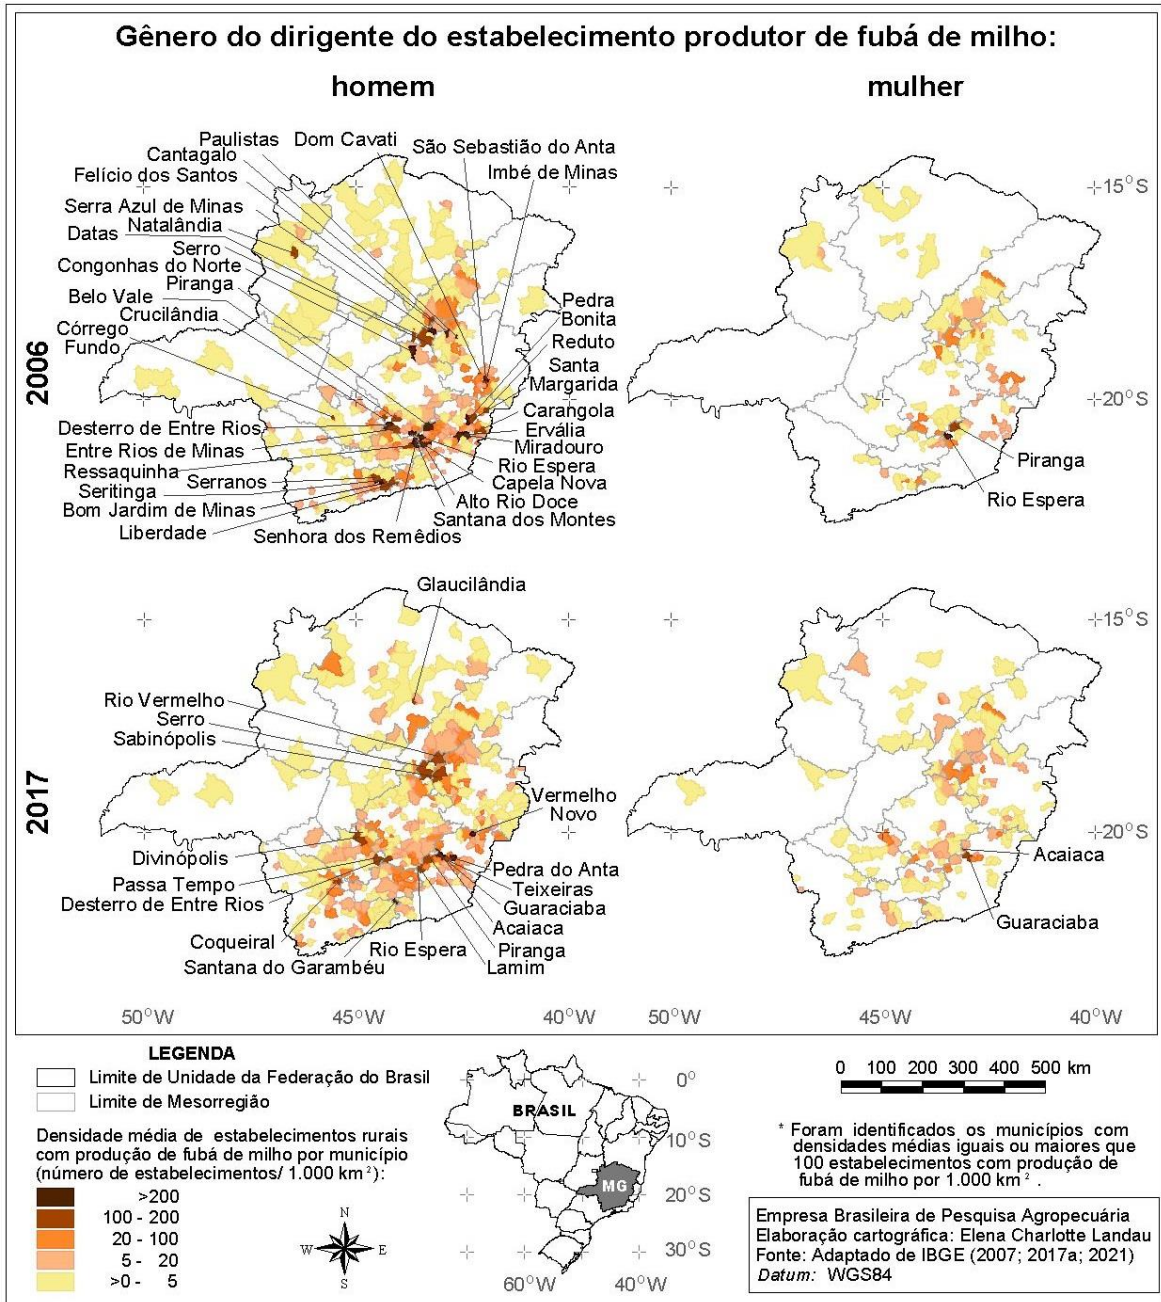 Gênero do dirigente do estabelecimento produtor de fubá de milho:
homem
mulher
2006
Paulistas
Cantagalo
Felício dos Santos
Serra Azul de Minas
Natalândia
Datas
Serro
Congonhas do Norte
Piranga
Belo Vale
Crucilândia
Córrego
Fundo
Desterro de Entre Rios
Entre Rios de Minas
Ressaquinha
Seritinga
Serranos
Bom Jardim de Minas
Liberdade
Senhora dos Remêdios
Dom Cavati
São Sebastião do Anta
Imbé de Minas
Pedra
Bonita
Reduto
Santa
Margarida
Carangola
Ervália
Miradouro
Rio Espera
Capela Nova
Alto Rio Doce
Santana dos Montes
Piranga
Rio Espera
15°S
20°S
2017
Glaucilândia
Rio Vermelho
Serro
Sabinópolis
Vermelho
Novo
Divinópolis
Passa Tempo
Desterro de Entre Rios
Coqueiral
Santana do Garambéu
Rio Espera
Pedra do Anta
Teixeiras
Guaraciaba
Acaiaca
Piranga
Lamim
Acaiaca
Guaraciaba
15°S
20°S
50°W 45°W 40°W 50°W 45°W 40°W
LEGENDA
Limite de Unidade da Federação do Brasil
Limite de Mesorregião
Densidade média de estabelecimentos rurais
com produção de fubá de milho por município
(número de estabelecimentos/ 1.000 km²):
>200
100 - 200
20 - 100
5 - 20
>0 - 5
N
W E
S
BRASIL
MG
0°
10°S
20°S
30°S
60°W 40°W
0 100 200 300 400 500 km
* Foram identificados os municípios com
densidades médias iguais ou maiores que
100 estabelecimentos com produção de
fubá de milho por 1.000 km².
Empresa Brasileira de Pesquisa Agropecuária
Elaboração cartográfica: Elena Charlotte Landau
Fonte: Adaptado de IBGE (2007; 2017a; 2021)
Datum: WGS84